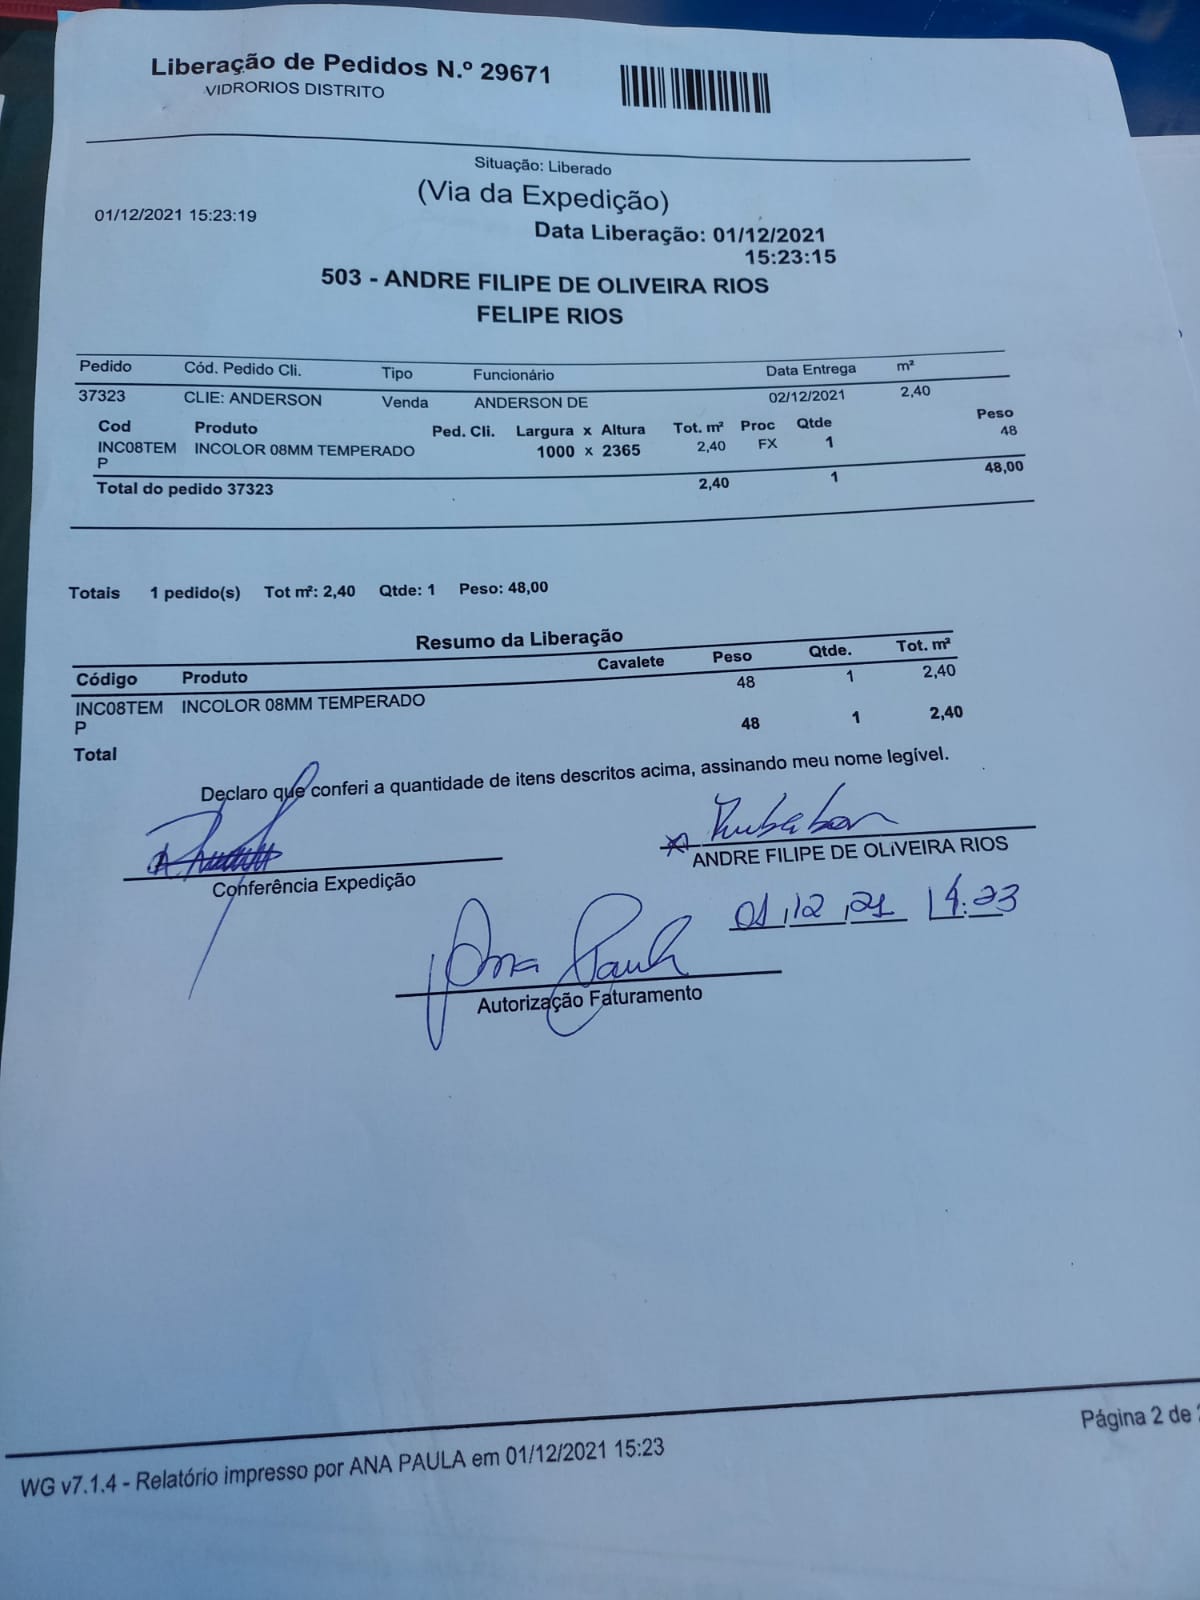 Liberação de Pedidos N.º 29671
VIDRORIOS DISTRITO
Situação: Liberado
(Via da Expedição)
01/12/2021 15:23:19
Data Liberação: 01/12/2021
15:23:15
503 - ANDRE FILIPE DE OLIVEIRA RIOS
FELIPE RIOS
Pedido Cód. Pedido Cli. Tipo Funcionário Data Entrega m²
37323 CLIE: ANDERSON Venda ANDERSON DE 02/12/2021 2,40
Cod Produto Ped. Cli. Largura x Altura Tot. m² Proc Qtde Peso
INC08TEM INCOLOR 08MM TEMPERADO 1000 x 2365 2,40 FX 1 48
P
Total do pedido 37323 2,40 1 48,00
Totais 1 pedido(s) Tot m²: 2,40 Qtde: 1 Peso: 48,00
Resumo da Liberação
Código Produto Cavalete Peso Qtde. Tot. m²
INC08TEM INCOLOR 08MM TEMPERADO 48 1 2,40
P
Total 48 1 2,40
Declaro que conferi a quantidade de itens descritos acima, assinando meu nome legível.
Conferência Expedição
ANDRE FILIPE DE OLIVEIRA RIOS
01,12,21
Ana Paula
Autorização Faturamento
Página 2 de
WG v7.1.4 - Relatório impresso por ANA PAULA em 01/12/2021 15:23